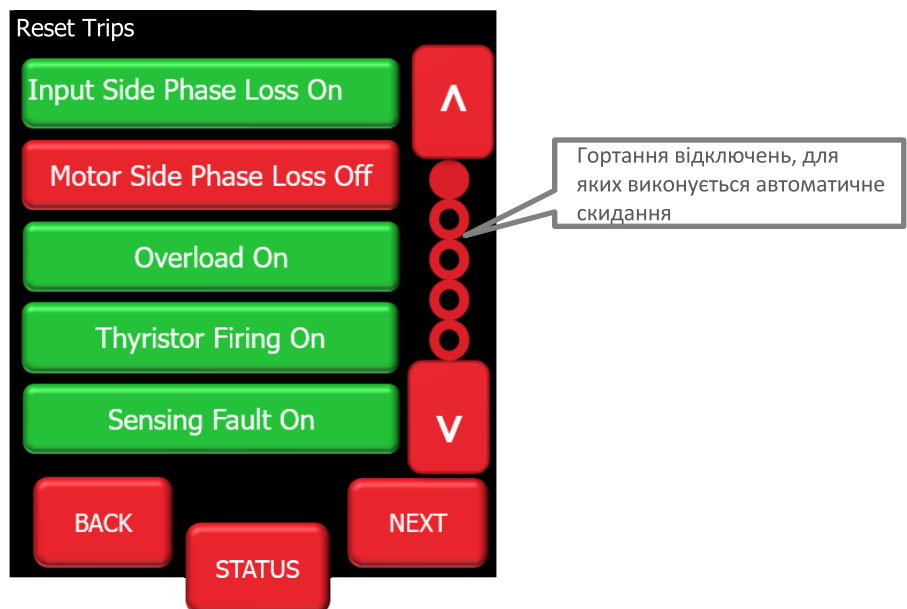 Reset Trips
Input Side Phase Loss On
Motor Side Phase Loss Off
Overload On
Thyristor Firing On
Sensing Fault On
BACK
NEXT
STATUS
Гортання відключень, для
яких виконується автоматичне
скидання